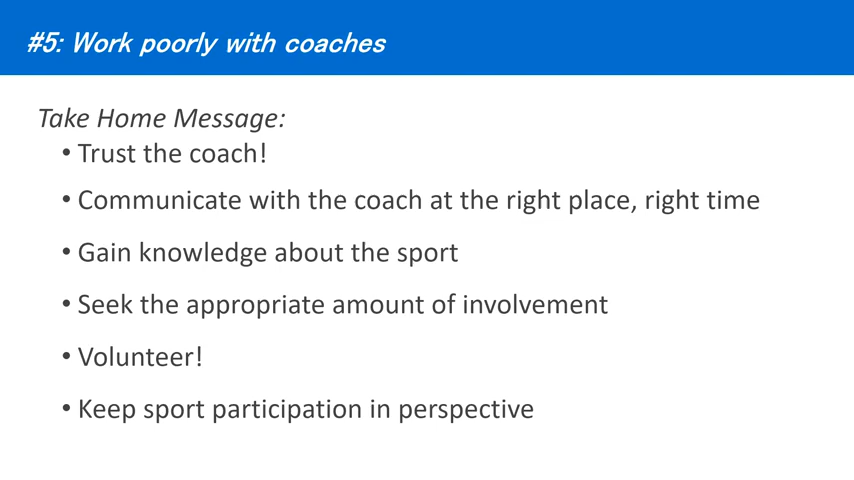 #5: Work poorly with coaches
Take Home Message:
• Trust the coach!
• Communicate with the coach at the right place, right time
• Gain knowledge about the sport
• Seek the appropriate amount of involvement
• Volunteer!
• Keep sport participation in perspective